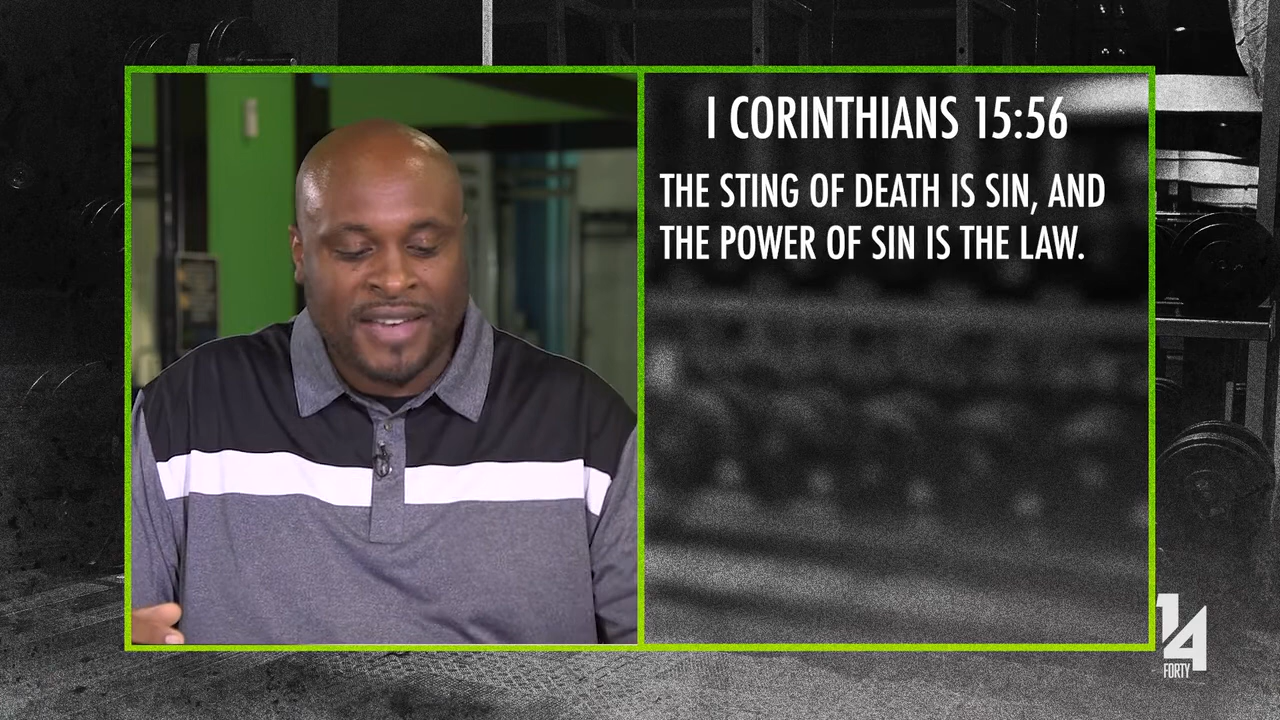 I CORINTHIANS 15:56
THE STING OF DEATH IS SIN, AND
THE POWER OF SIN IS THE LAW.
14
FORTY